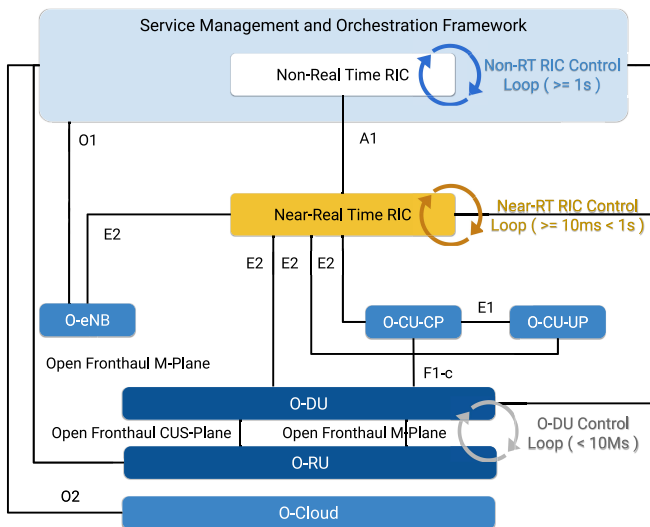 Service Management and Orchestration Framework
Non-Real Time RIC
Non-RT RIC Control
Loop ( >= 1s )
O1
A1
Near-Real Time RIC
Near-RT RIC Control
Loop ( >= 10ms < 1s )
E2
E2
E2
E2
O-eNB
O-CU-CP
E1
O-CU-UP
Open Fronthaul M-Plane
F1-c
O-DU
O-DU Control
Loop ( < 10Ms )
Open Fronthaul CUS-Plane
Open Fronthaul M-Plane
O-RU
O2
O-Cloud